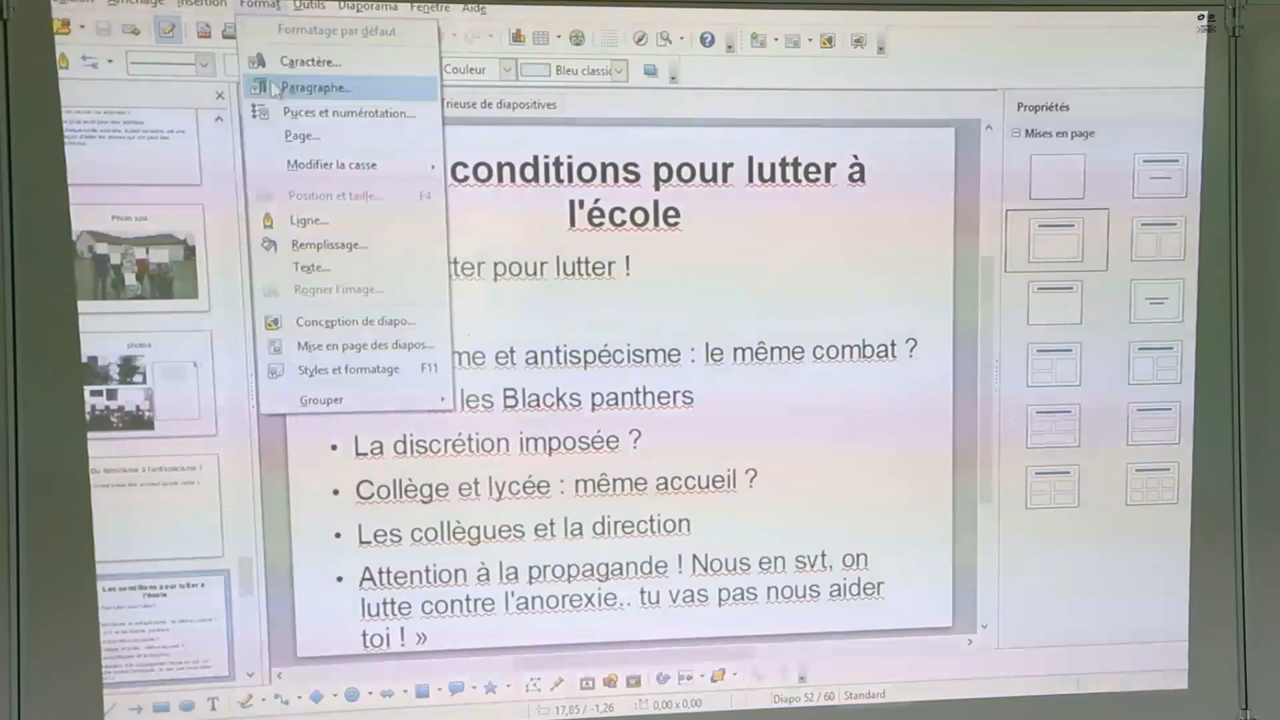 Affichage
Insertion
Format
Outils
Diaporama
Fenêtre
Aide
Formatage par défaut
Caractère...
Paragraphe...
Puces et numérotation...
Page...
Modifier la casse
Position et taille... F4
Ligne...
Remplissage...
Texte...
Rogner l'image...
Conception de diapo...
Mise en page des diapos...
Styles et formatage F11
Grouper
Couleur
Bleu classi
rieuse de diapositives
conditions pour lutter à
l'école
ter pour lutter !
me et antispécisme : le même combat ?
les Blacks panthers
• La discrétion imposée ?
• Collège et lycée : même accueil ?
• Les collègues et la direction
• Attention à la propagande ! Nous en svt, on
lutte contre l'anorexie.. tu vas pas nous aider
toi ! »
Propriétés
Mises en page
Photo spa
photos
Du féminisme à l'antispécisme ?
Les conditions pour lutter à
l'école
17,85 / -1,26
0,00 x 0,00
Diapo 52 / 60
Standard